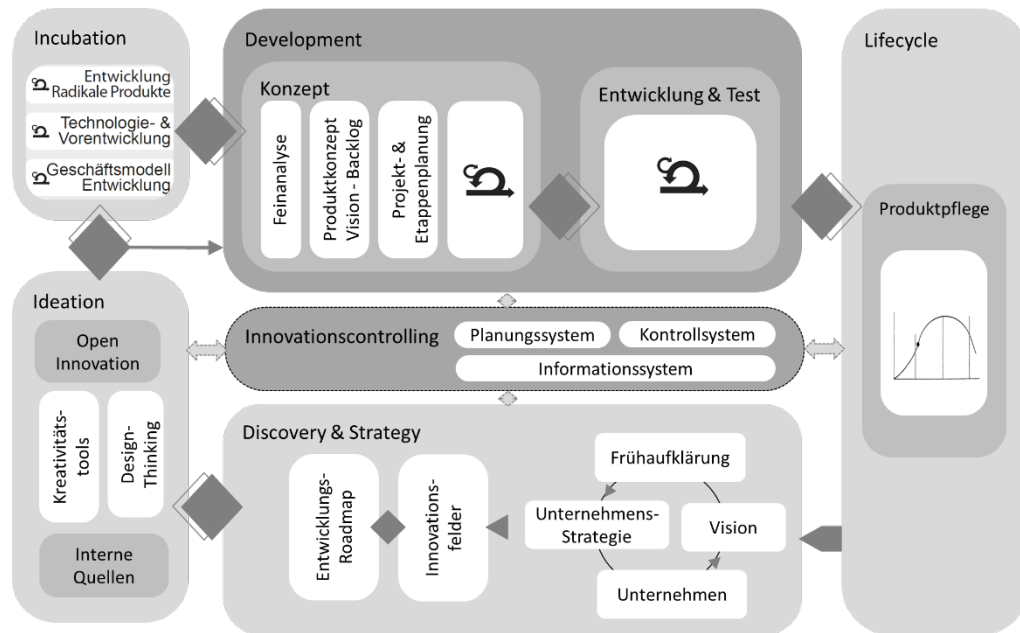 Incubation
Entwicklung
Radikale Produkte
Technologie- &
Vorentwicklung
Geschäftsmodell
Entwicklung
Development
Konzept
Feinanalyse
Produktkonzept
Vision - Backlog
Projekt- &
Etappenplanung
Entwicklung & Test
Lifecycle
Produktpflege
Ideation
Open
Innovation
Kreativitäts-
tools
Design-
Thinking
Interne
Quellen
Innovationscontrolling
Planungssystem
Kontrollsystem
Informationssystem
Discovery & Strategy
Entwicklungs-
Roadmap
Innovations-
felder
Frühaufklärung
Unternehmens-
Strategie
Vision
Unternehmen